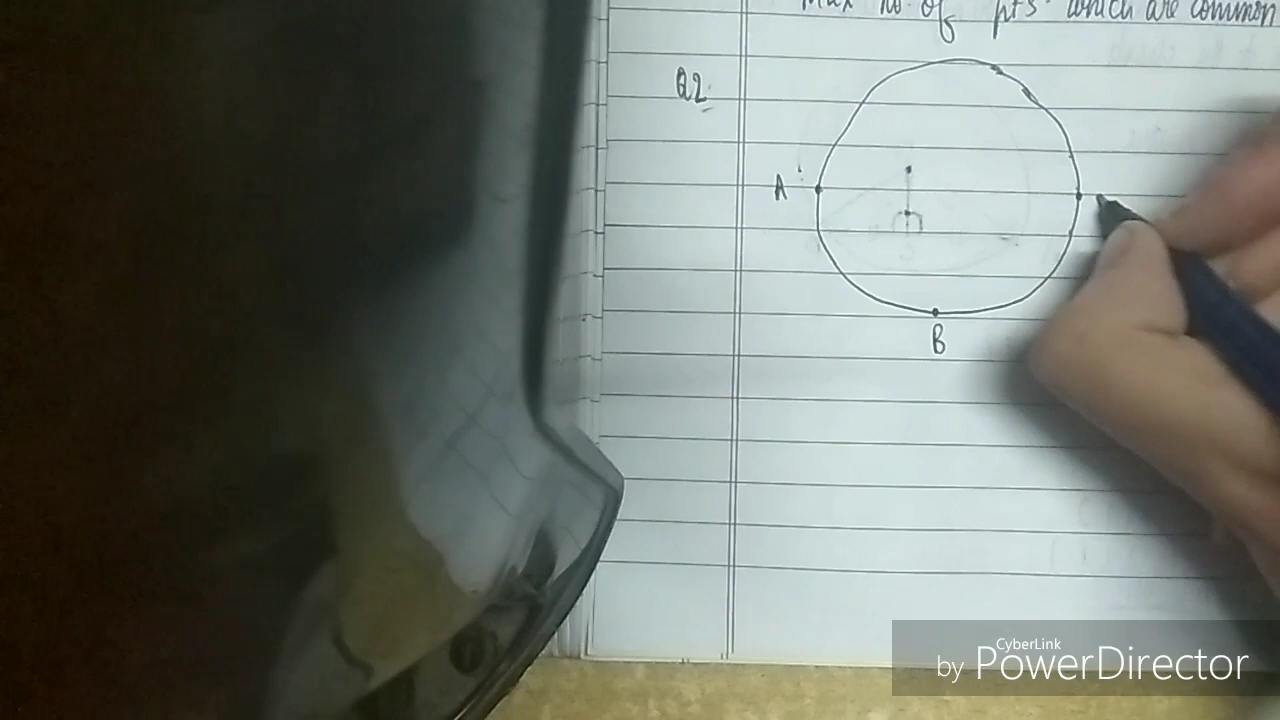 Max no. of pts. which are common
Q2.
A
B
CyberLink
by PowerDirector